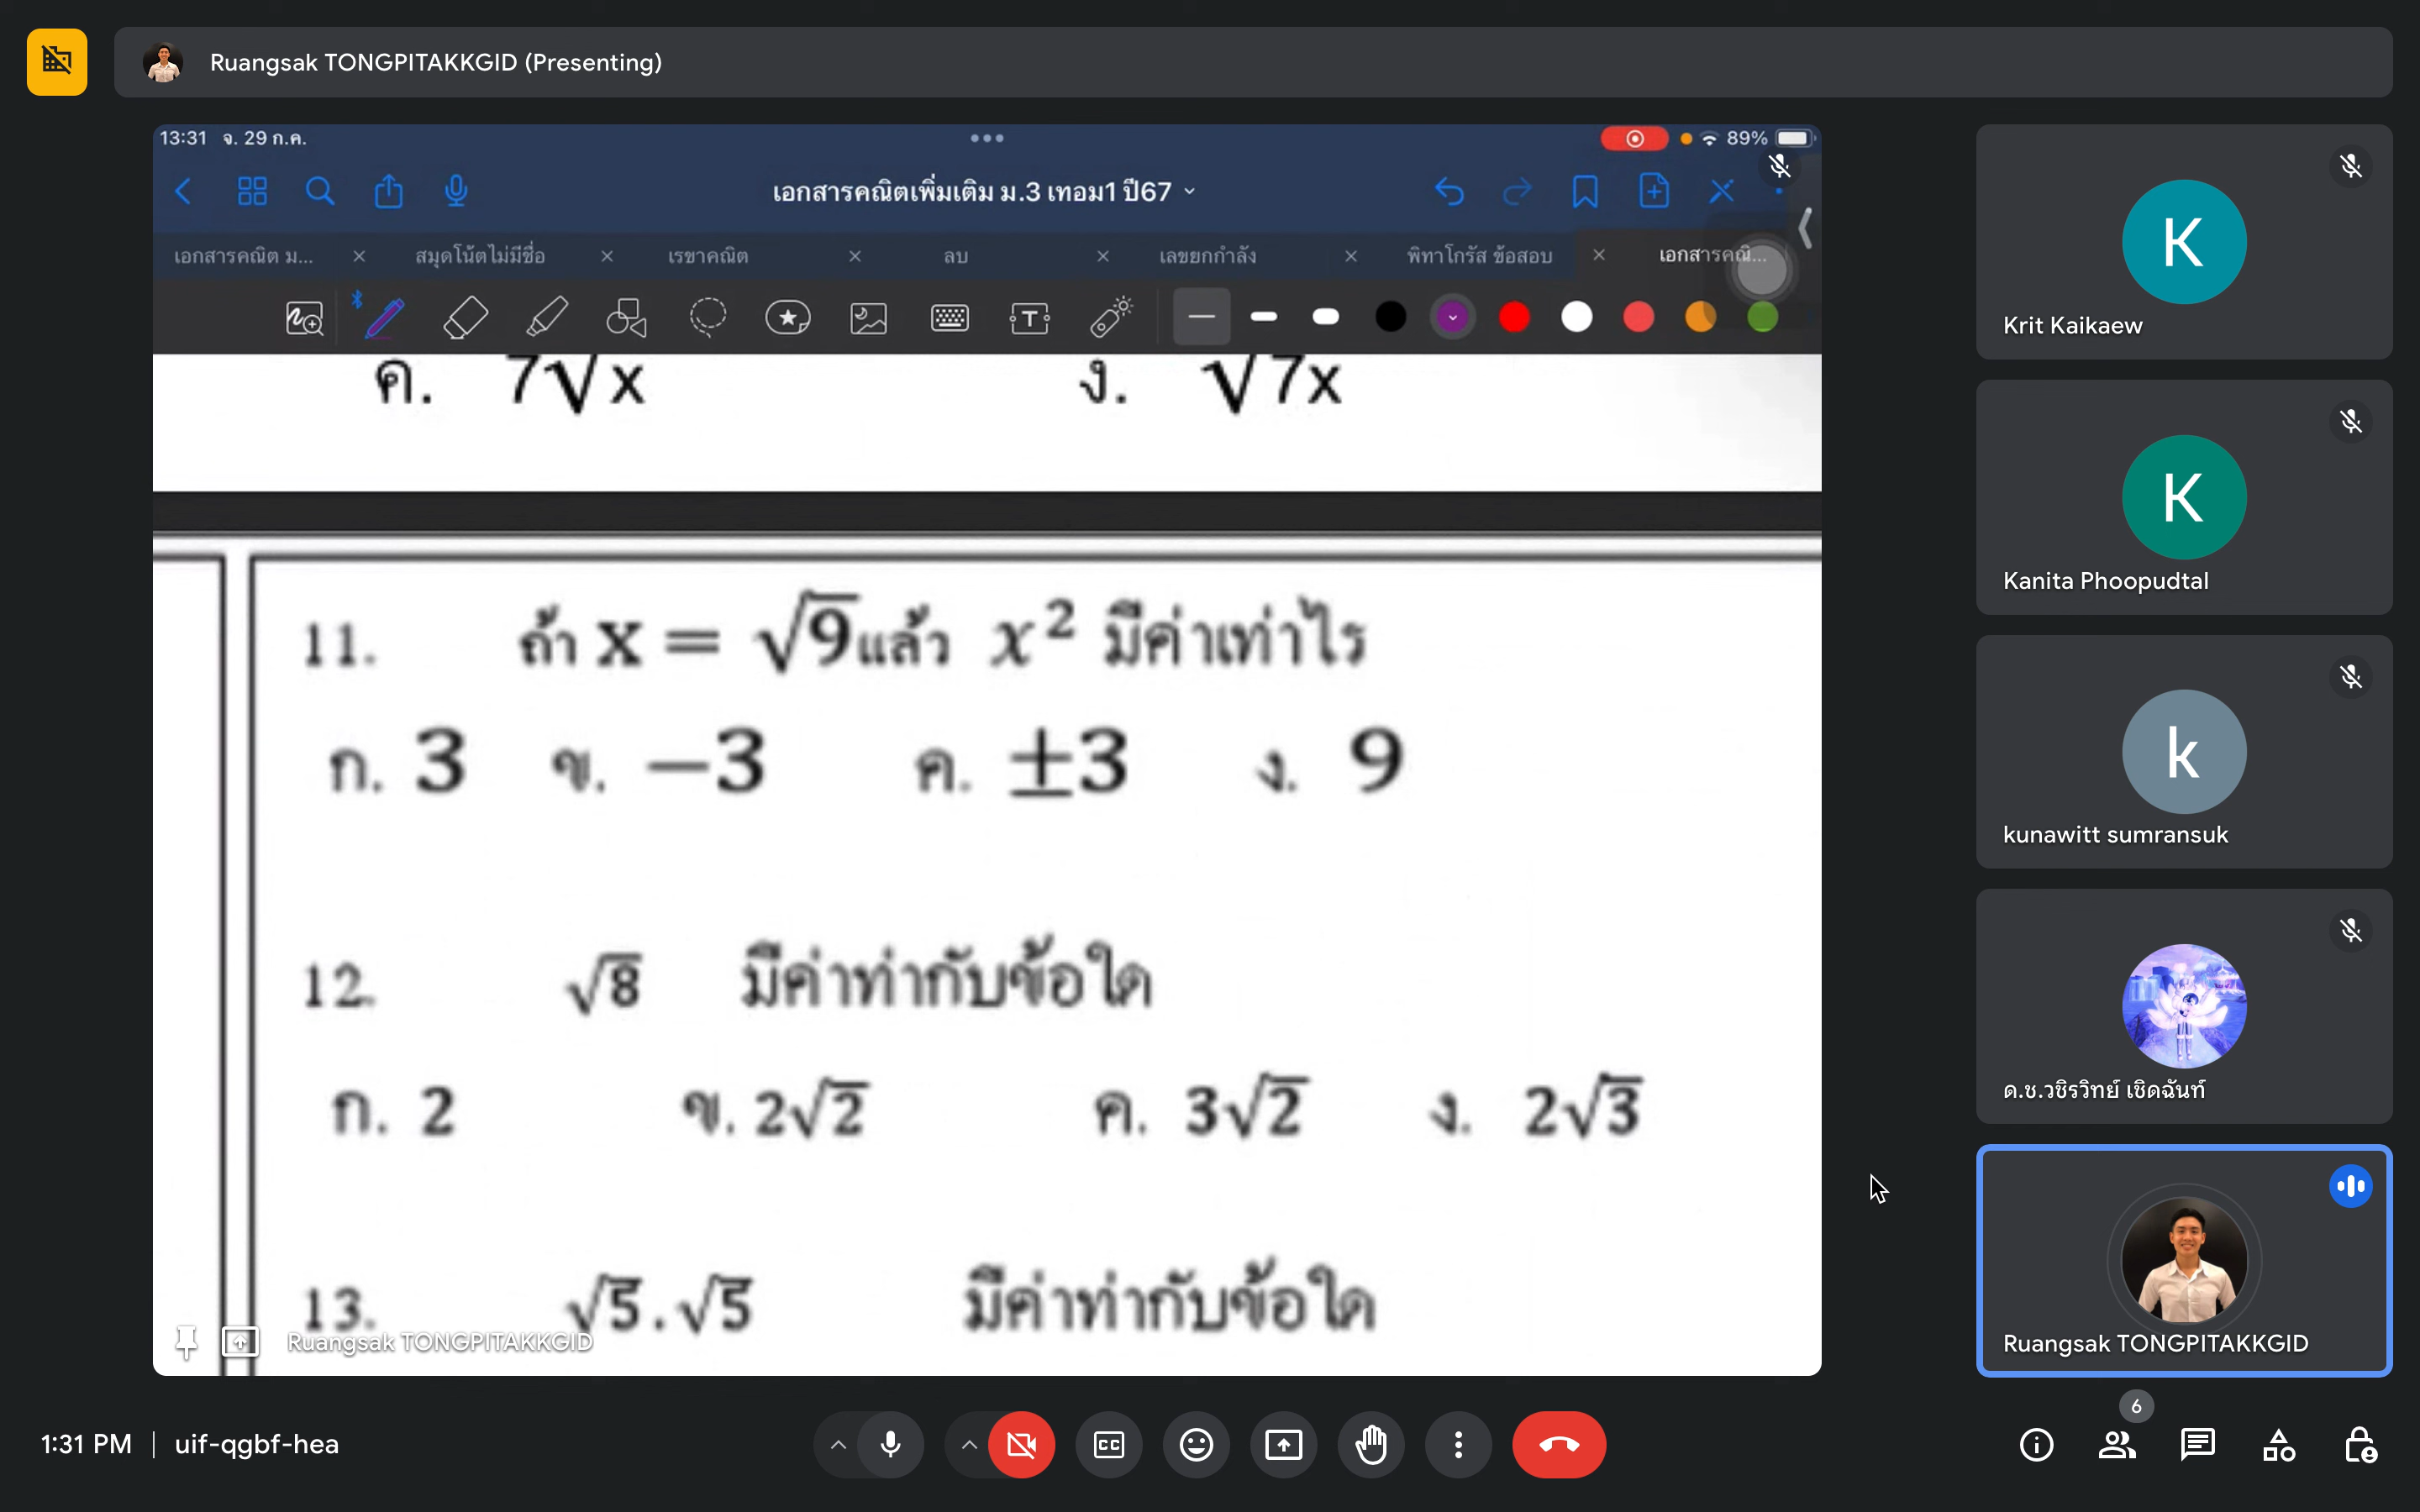 Ruangsak TONGPITAKKGID (Presenting)
13:31 จ. 29 ก.ค.
89%
เอกสารคณิตเพิ่มเติม ม.3 เทอม1 ปี67
เอกสารคณิต ม... สมุดโน้ตไม่มีชื่อ เรขาคณิต ลบ เลขยกกำลัง พีทาโกรัส ข้อสอบ เอกสารคณิ...
ค. 7√x ง. √7x
11. ถ้า x = √9 แล้ว x² มีค่าเท่าไร
ก. 3 ข. −3 ค. ±3 ง. 9
12. √8 มีค่าท่ากับข้อใด
ก. 2 ข. 2√2 ค. 3√2 ง. 2√3
13. √5 . √5 มีค่าท่ากับข้อใด
Ruangsak TONGPITAKKGID
K
Krit Kaikaew
K
Kanita Phoopudtal
k
kunawitt sumransuk
ด.ช.วชิรวิทย์ เชิดฉันท์
Ruangsak TONGPITAKKGID
6
1:31 PM | uif-qgbf-hea